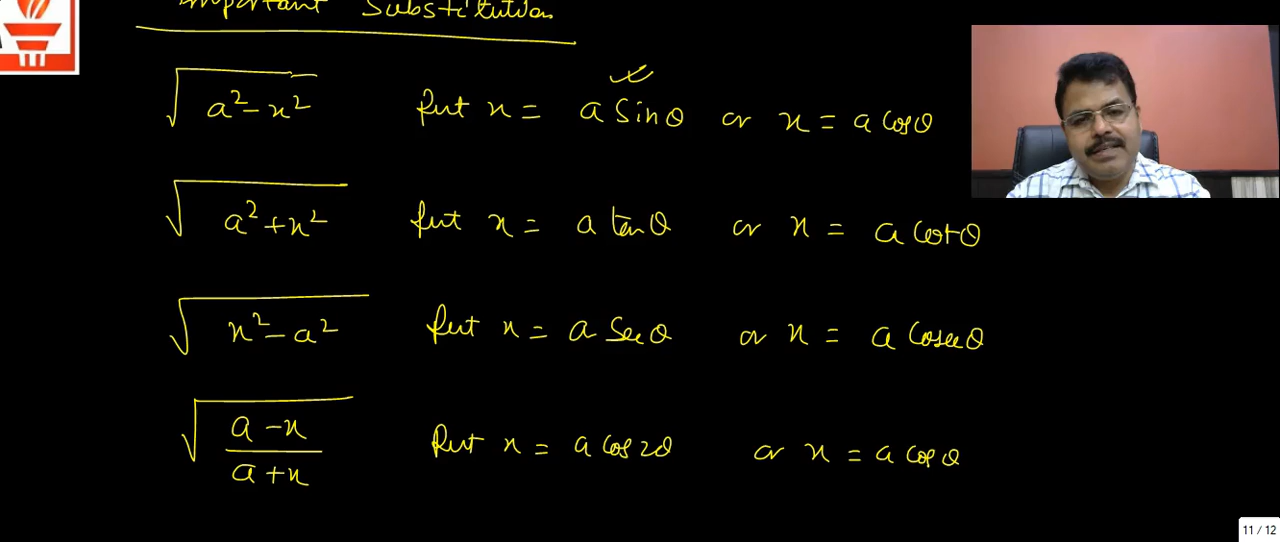 Important Substitution
√(a²-x²) Put x = a Sinθ or x = a cosθ
√(a²+x²) Put x = a tanθ or x = a cotθ
√(x²-a²) Put x = a Secθ or x = a Cosecθ
√((a-x)/(a+x)) Put x = a cos2θ or x = a cosθ
11 / 12